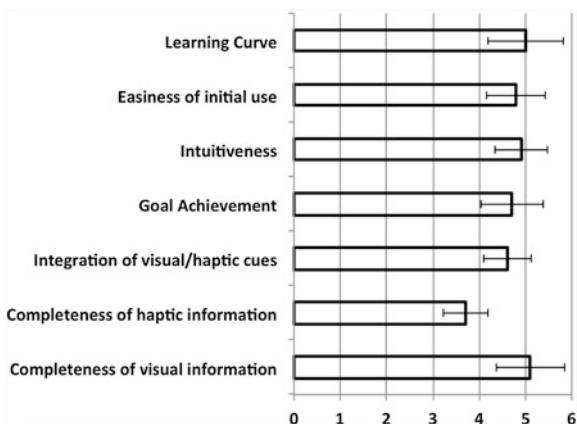 Learning Curve
Easiness of initial use
Intuitiveness
Goal Achievement
Integration of visual/haptic cues
Completeness of haptic information
Completeness of visual information
0 1 2 3 4 5 6